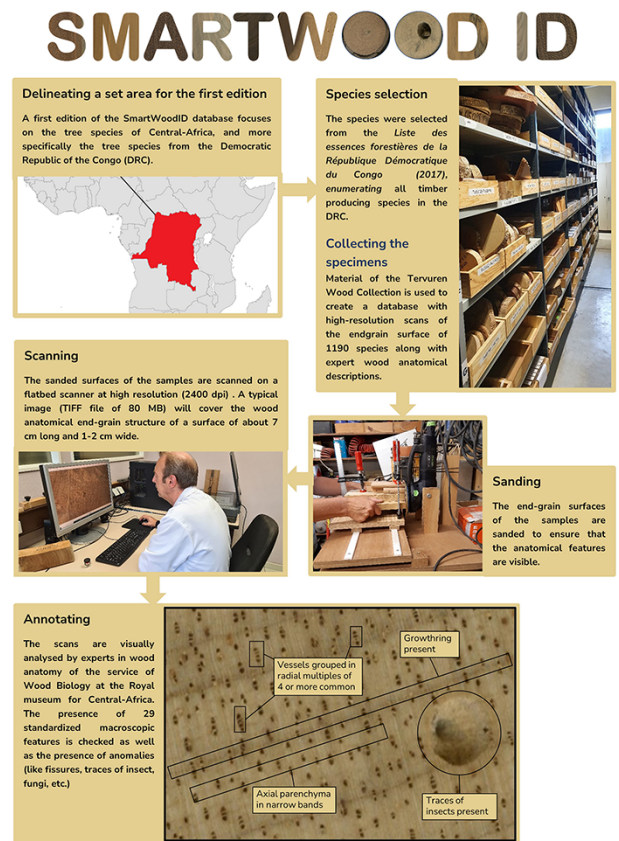 SMARTWOOD ID
Delineating a set area for the first edition
A first edition of the SmartWoodID database focuses
on the tree species of Central-Africa, and more
specifically the tree species from the Democratic
Republic of the Congo (DRC).
Species selection
The species were selected
from the Liste des
essences forestières de la
République Démocratique
du Congo (2017),
enumerating all timber
producing species in the
DRC.
Collecting the
specimens
Material of the Tervuren
Wood Collection is used to
create a database with
high-resolution scans of
the endgrain surface of
1190 species along with
expert wood anatomical
descriptions.
Scanning
The sanded surfaces of the samples are scanned on a
flatbed scanner at high resolution (2400 dpi) . A typical
image (TIFF file of 80 MB) will cover the wood
anatomical end-grain structure of a surface of about 7
cm long and 1-2 cm wide.
Sanding
The end-grain surfaces
of the samples are
sanded to ensure that
the anatomical features
are visible.
Annotating
The scans are visually
analysed by experts in wood
anatomy of the service of
Wood Biology at the Royal
museum for Central-Africa.
The presence of 29
standardized macroscopic
features is checked as well
as the presence of anomalies
(like fissures, traces of insect,
fungi, etc.)
Growthring
present
Vessels grouped in
radial multiples of
4 or more common
Axial parenchyma
in narrow bands
Traces of
insects present